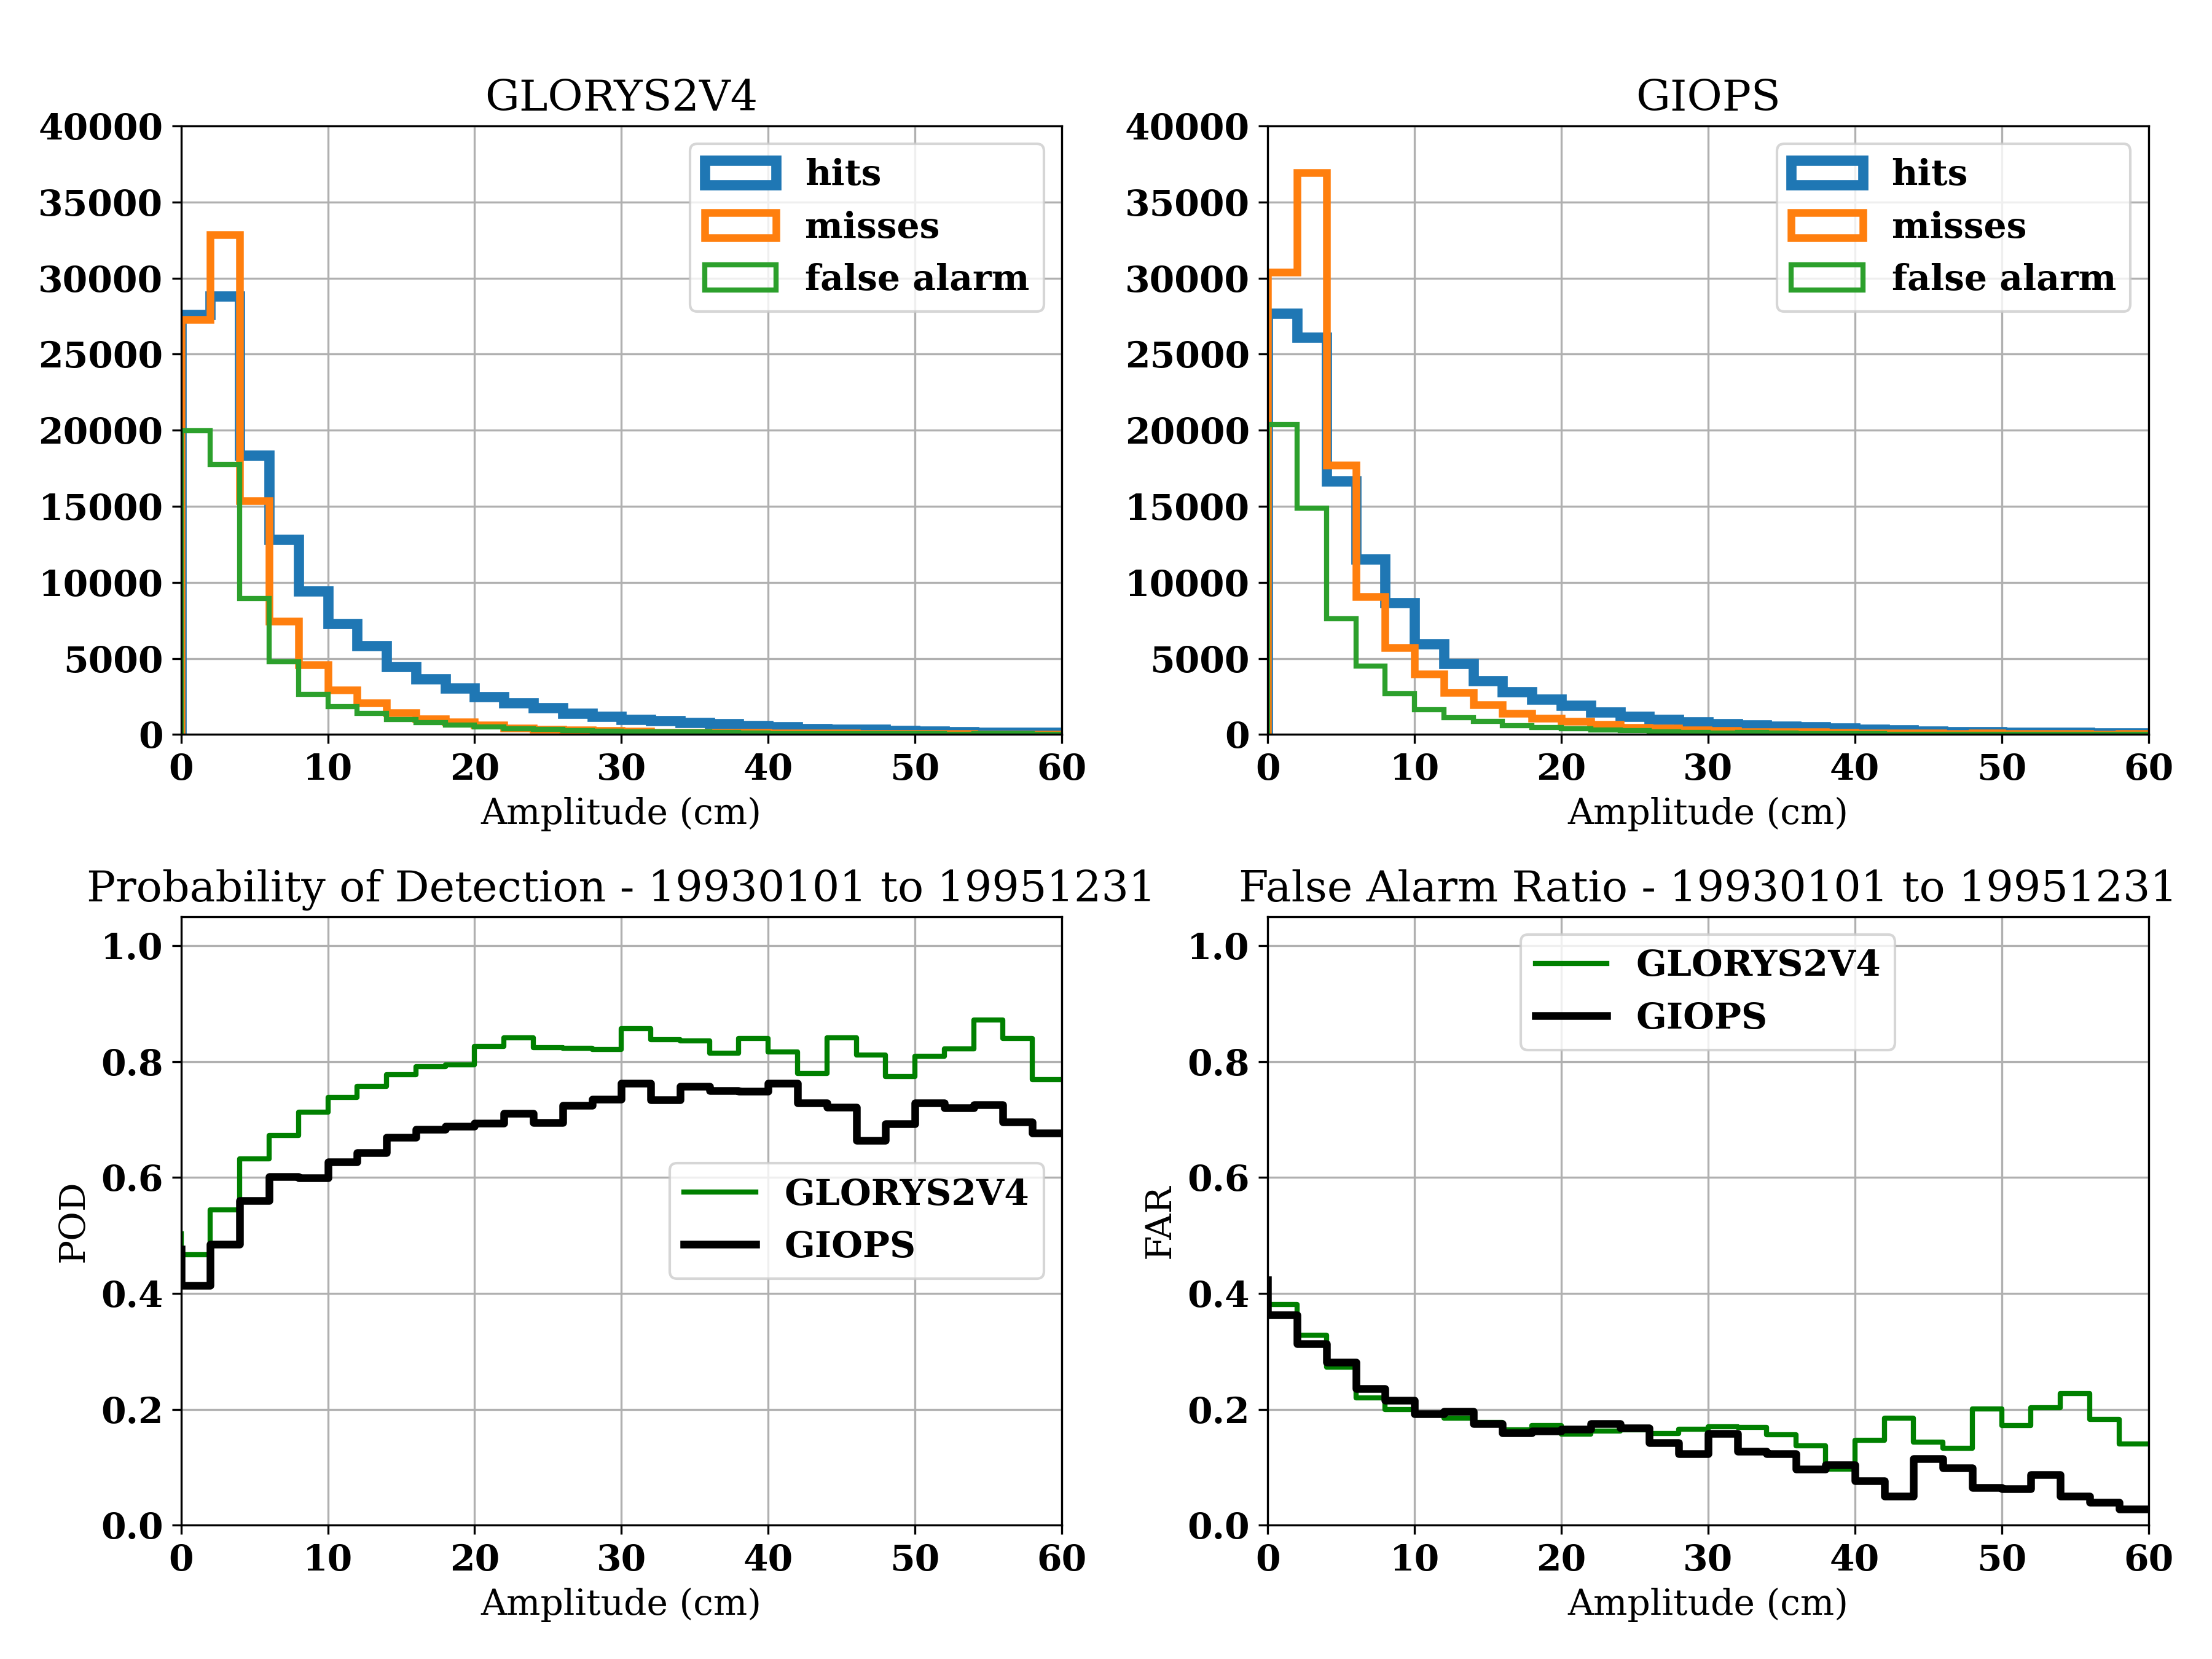 GLORYS2V4
40000
35000
30000
25000
20000
15000
10000
5000
0
hits
misses
false alarm
0 10 20 30 40 50 60
Amplitude (cm)
GIOPS
40000
35000
30000
25000
20000
15000
10000
5000
0
hits
misses
false alarm
0 10 20 30 40 50 60
Amplitude (cm)
Probability of Detection - 19930101 to 19951231
POD
1.0
0.8
0.6
0.4
0.2
0.0
GLORYS2V4
GIOPS
0 10 20 30 40 50 60
Amplitude (cm)
False Alarm Ratio - 19930101 to 19951231
FAR
1.0
0.8
0.6
0.4
0.2
0.0
GLORYS2V4
GIOPS
0 10 20 30 40 50 60
Amplitude (cm)